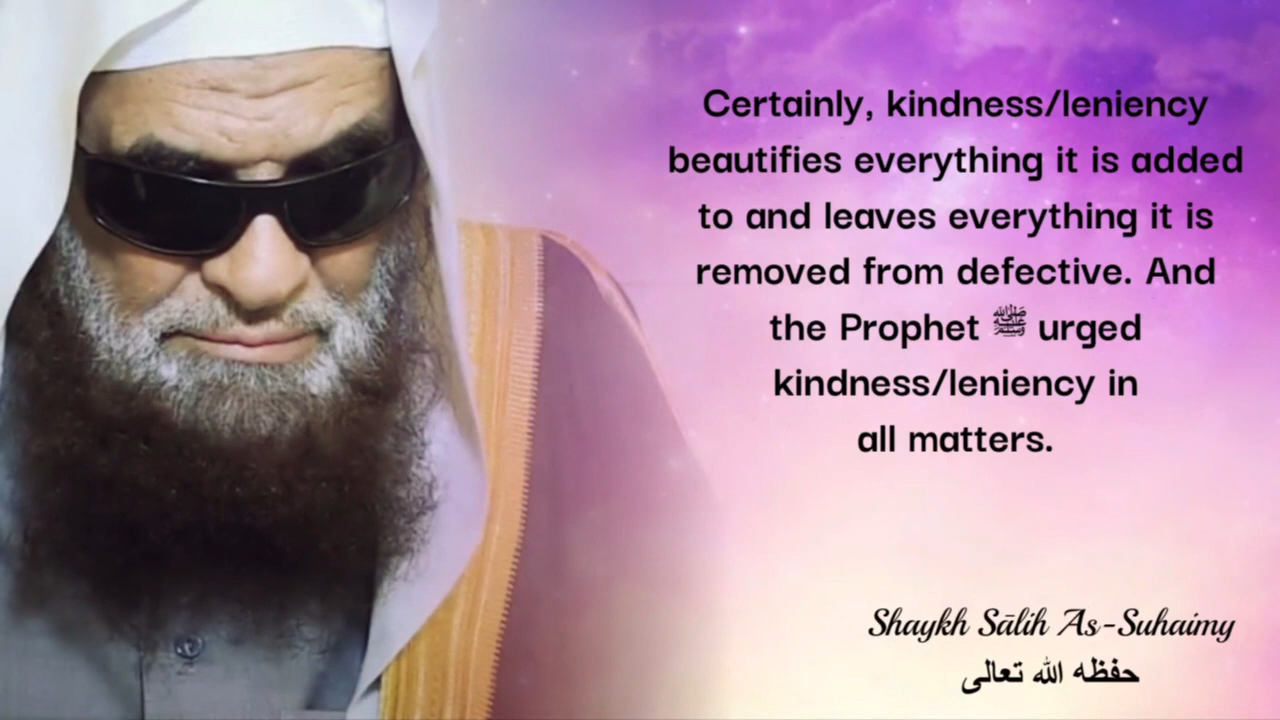 Certainly, kindness/leniency
beautifies everything it is added
to and leaves everything it is
removed from defective. And
the Prophet ﷺ urged
kindness/leniency in
all matters.
Shaykh Sālih As-Suhaimy
حفظه الله تعالى